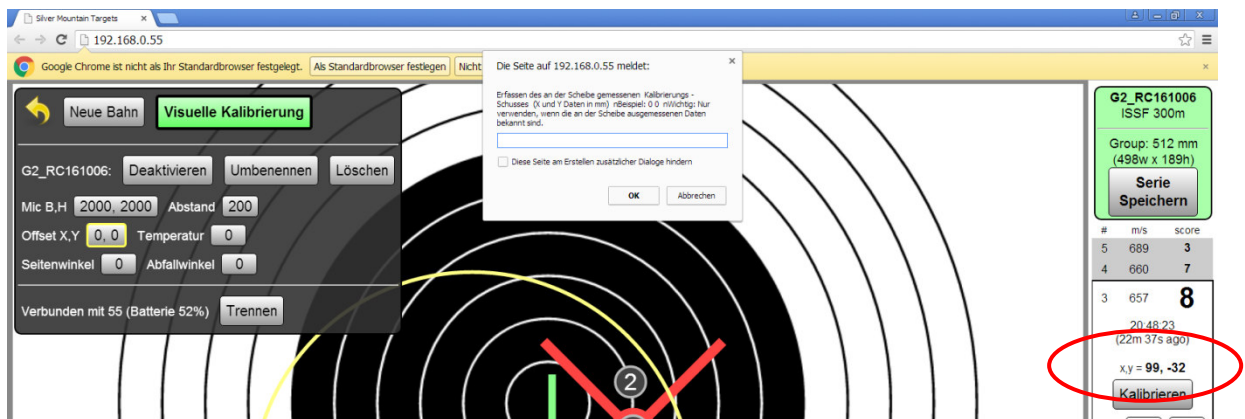 Silver Mountain Targets
192.168.0.55
Google Chrome ist nicht als Ihr Standardbrowser festgelegt. Als Standardbrowser festlegen Nicht
Neue Bahn Visuelle Kalibrierung
G2_RC161006: Deaktivieren Umbenennen Löschen
Mic B,H 2000, 2000 Abstand 200
Offset X,Y 0, 0 Temperatur 0
Seitenwinkel 0 Abfallwinkel 0
Verbunden mit 55 (Batterie 52%) Trennen
Die Seite auf 192.168.0.55 meldet:
Erfassen des an der Scheibe gemessenen Kalibrierungs -
Schusses (X und Y Daten in mm) nBeispiel: 0 0 nWichtig: Nur
verwenden, wenn die an der Scheibe ausgemessenen Daten
bekannt sind.
Diese Seite am Erstellen zusätzlicher Dialoge hindern
OK Abbrechen
2
G2_RC161006
ISSF 300m
Group: 512 mm
(498w x 189h)
Serie
Speichern
# m/s score
5 689 3
4 660 7
3 657 8
20:48:23
(22m 37s ago)
x,y = 99, -32
Kalibrieren